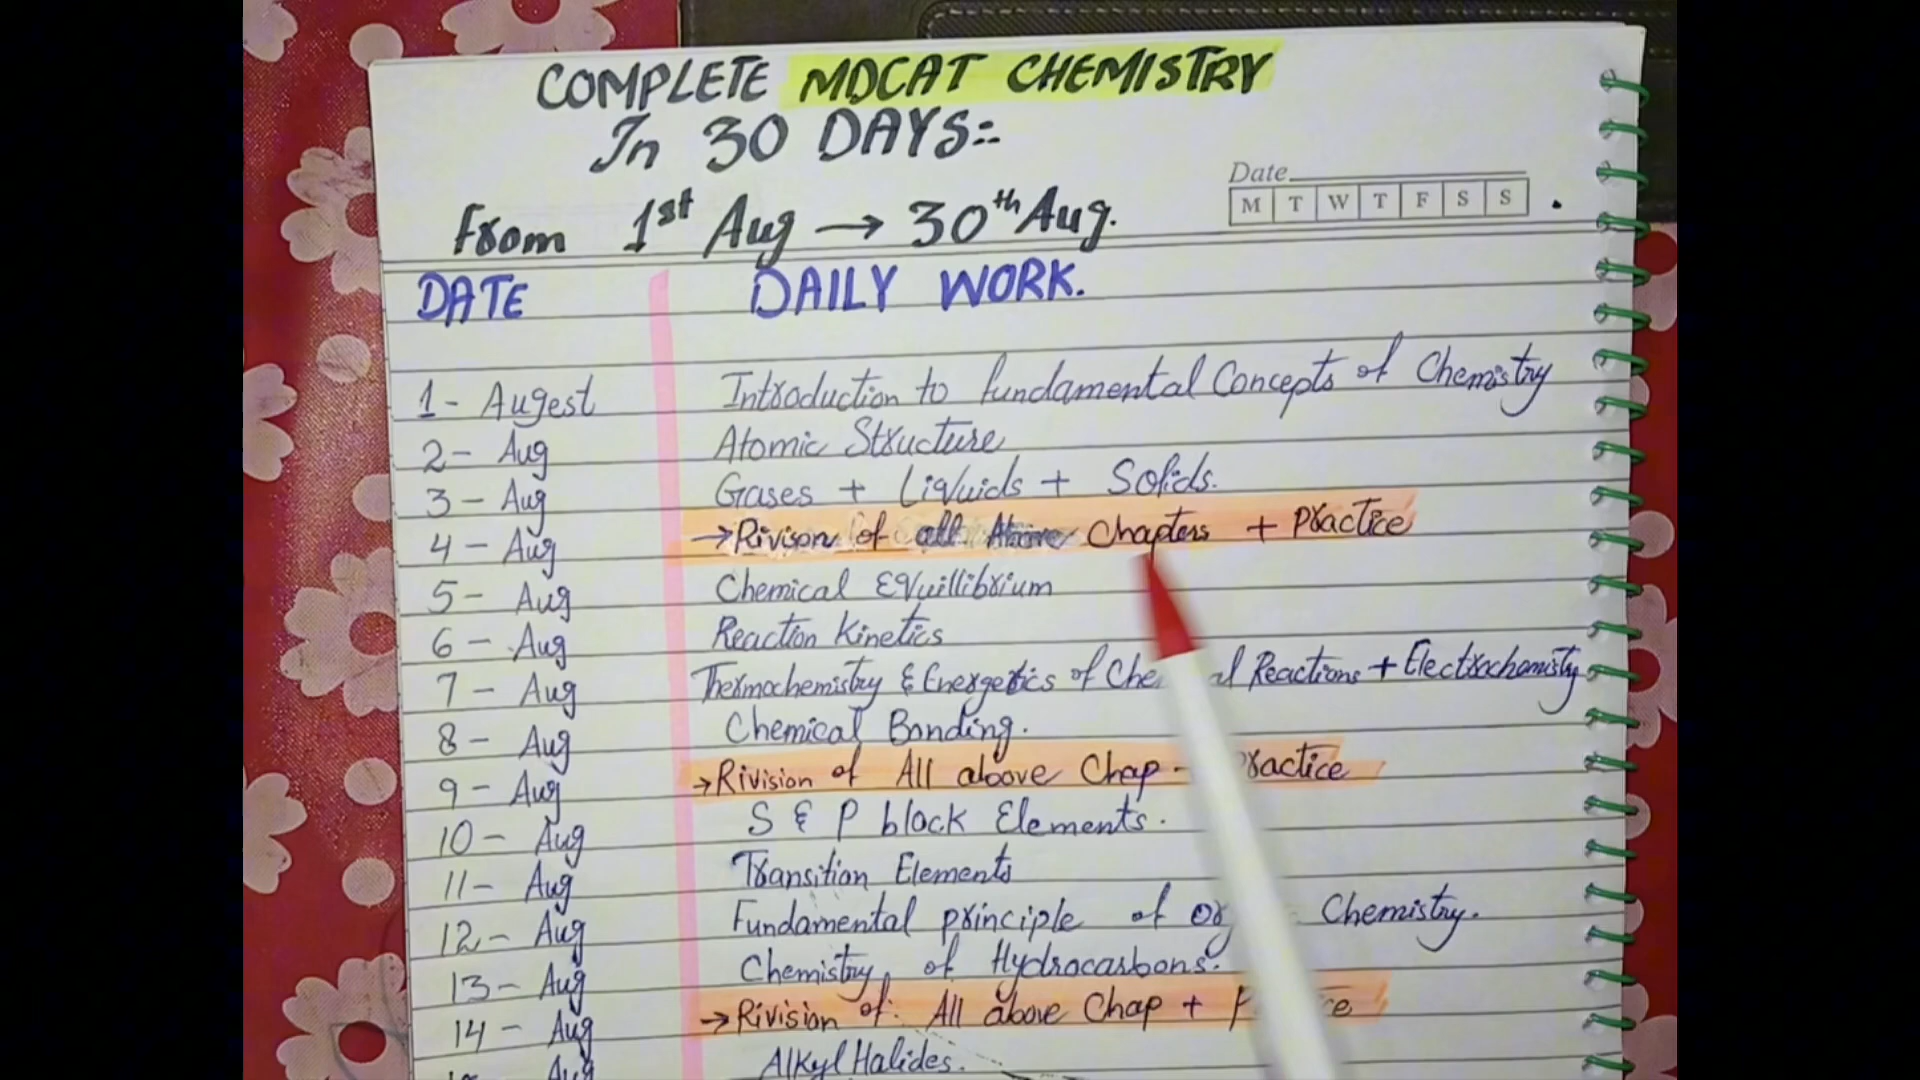 COMPLETE MDCAT CHEMISTRY
In 30 DAYS:-
Date
M T W T F S S
From 1st Aug → 30th Aug.
DATE DAILY WORK.
1- Augest Introduction to fundamental Concepts of Chemistry
2- Aug Atomic Structure
3- Aug Gases + Liquids + Solids.
4- Aug → Rivison of all Above Chapters + Practice
5- Aug Chemical EQuillibrium
6- Aug Reaction Kinetics
7- Aug Thermochemistry & Energetics of Reactions + Electrochemistry
8- Aug Chemical Bonding.
9- Aug → Rivision of All above Chap -
10- Aug S & P block Elements.
11- Aug Transition Elements
12- Aug Fundamental principle of Chemistry.
13- Aug Chemistry of Hydrocarbons.
14- Aug → Rivision of. All above Chap +
Aug Alkyl Halides.